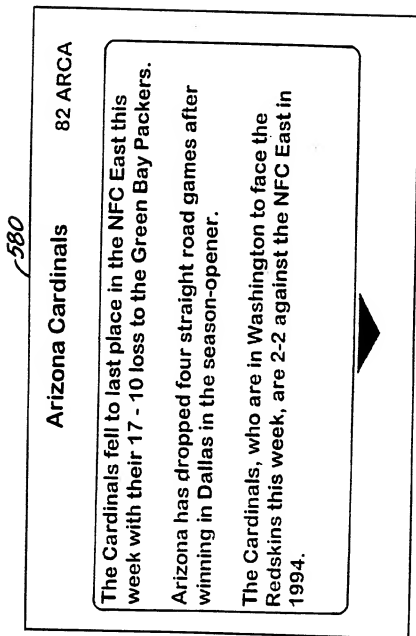 580
Arizona Cardinals 82 ARCA
The Cardinals fell to last place in the NFC East this
week with their 17 - 10 loss to the Green Bay Packers.
Arizona has dropped four straight road games after
winning in Dallas in the season-opener.
The Cardinals, who are in Washington to face the
Redskins this week, are 2-2 against the NFC East in
1994.